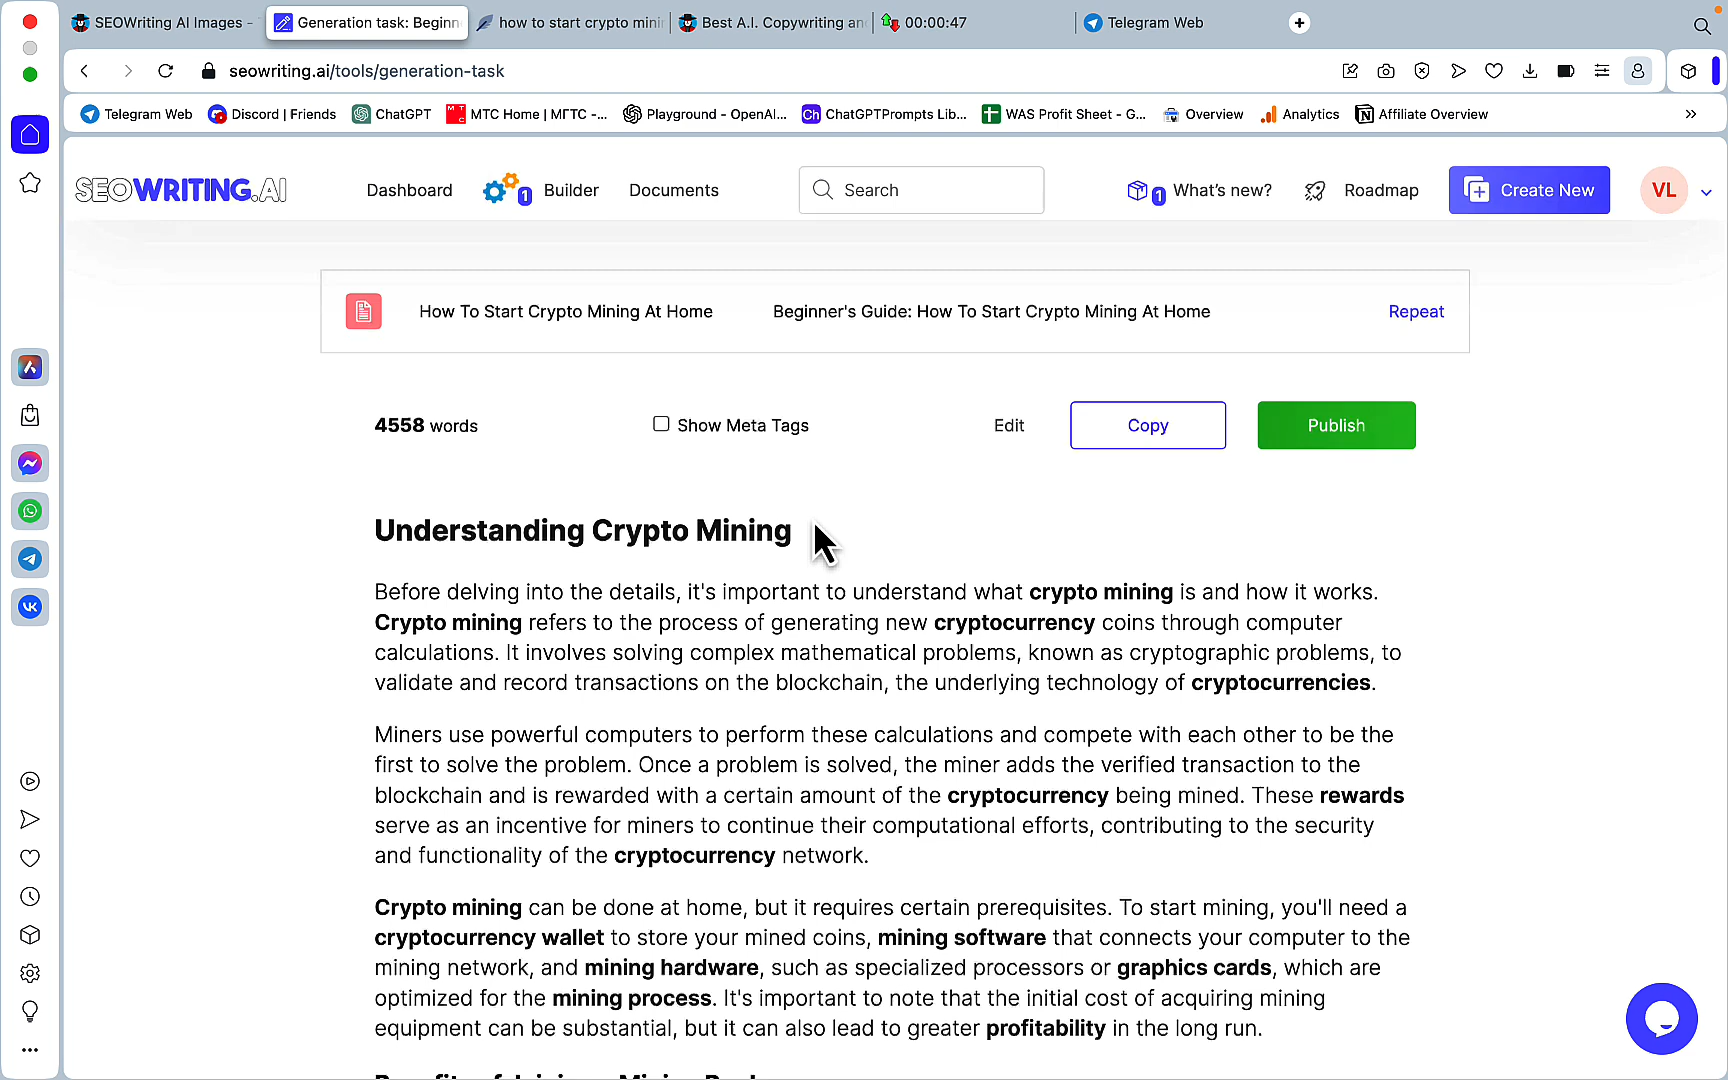 SEOWriting AI Images -
Generation task: Beginn
how to start crypto mini
Best A.I. Copywriting an
00:00:47
Telegram Web
seowriting.ai/tools/generation-task
Telegram Web
Discord | Friends
ChatGPT
МТС Home | МГТС -...
Playground - OpenAI...
Ch
ChatGPTPrompts Lib...
WAS Profit Sheet - G...
Overview
Analytics
Affiliate Overview
SEOWRITING.AI
Dashboard
1
Builder
Documents
Search
1
What's new?
Roadmap
Create New
VL
How To Start Crypto Mining At Home
Beginner's Guide: How To Start Crypto Mining At Home
Repeat
4558 words
Show Meta Tags
Edit
Copy
Publish
Understanding Crypto Mining
Before delving into the details, it's important to understand what crypto mining is and how it works.
Crypto mining refers to the process of generating new cryptocurrency coins through computer
calculations. It involves solving complex mathematical problems, known as cryptographic problems, to
validate and record transactions on the blockchain, the underlying technology of cryptocurrencies.
Miners use powerful computers to perform these calculations and compete with each other to be the
first to solve the problem. Once a problem is solved, the miner adds the verified transaction to the
blockchain and is rewarded with a certain amount of the cryptocurrency being mined. These rewards
serve as an incentive for miners to continue their computational efforts, contributing to the security
and functionality of the cryptocurrency network.
Crypto mining can be done at home, but it requires certain prerequisites. To start mining, you'll need a
cryptocurrency wallet to store your mined coins, mining software that connects your computer to the
mining network, and mining hardware, such as specialized processors or graphics cards, which are
optimized for the mining process. It's important to note that the initial cost of acquiring mining
equipment can be substantial, but it can also lead to greater profitability in the long run.